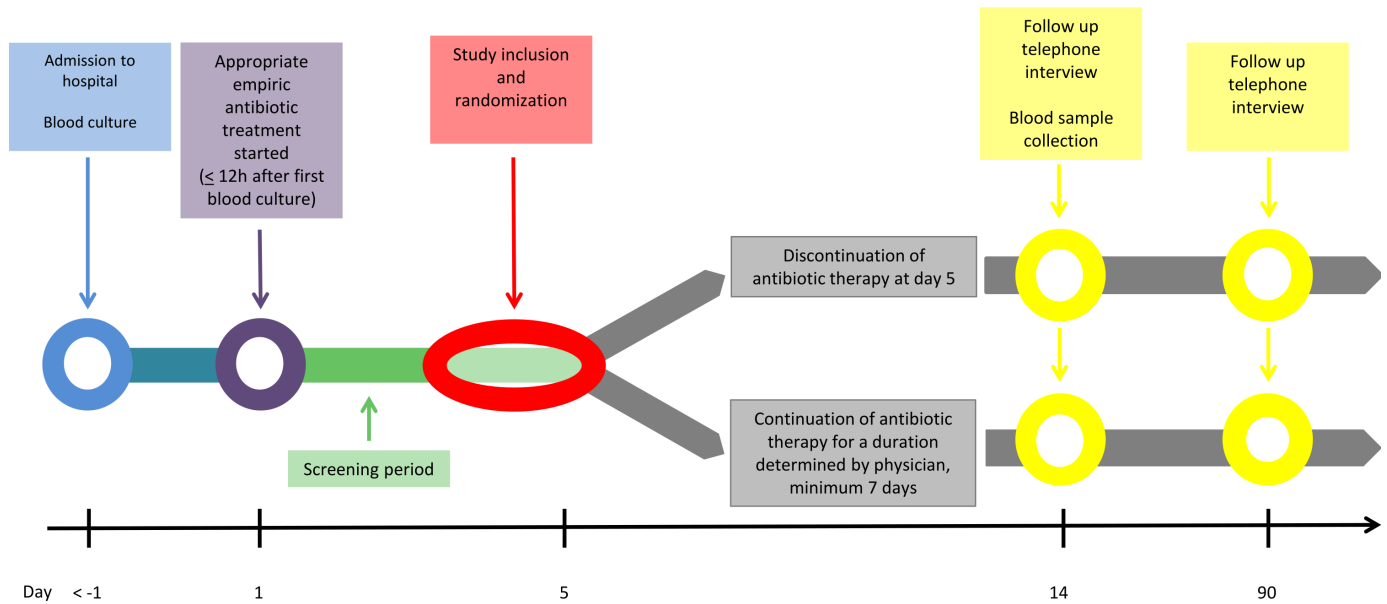 Admission to
hospital
Blood culture
Appropriate
empiric
antibiotic
treatment
started
(≤ 12h after first
blood culture)
Study inclusion
and
randomization
Follow up
telephone
interview
Blood sample
collection
Follow up
telephone
interview
Discontinuation of
antibiotic therapy at day 5
Continuation of antibiotic
therapy for a duration
determined by physician,
minimum 7 days
Screening period
Day < -1 1 5 14 90